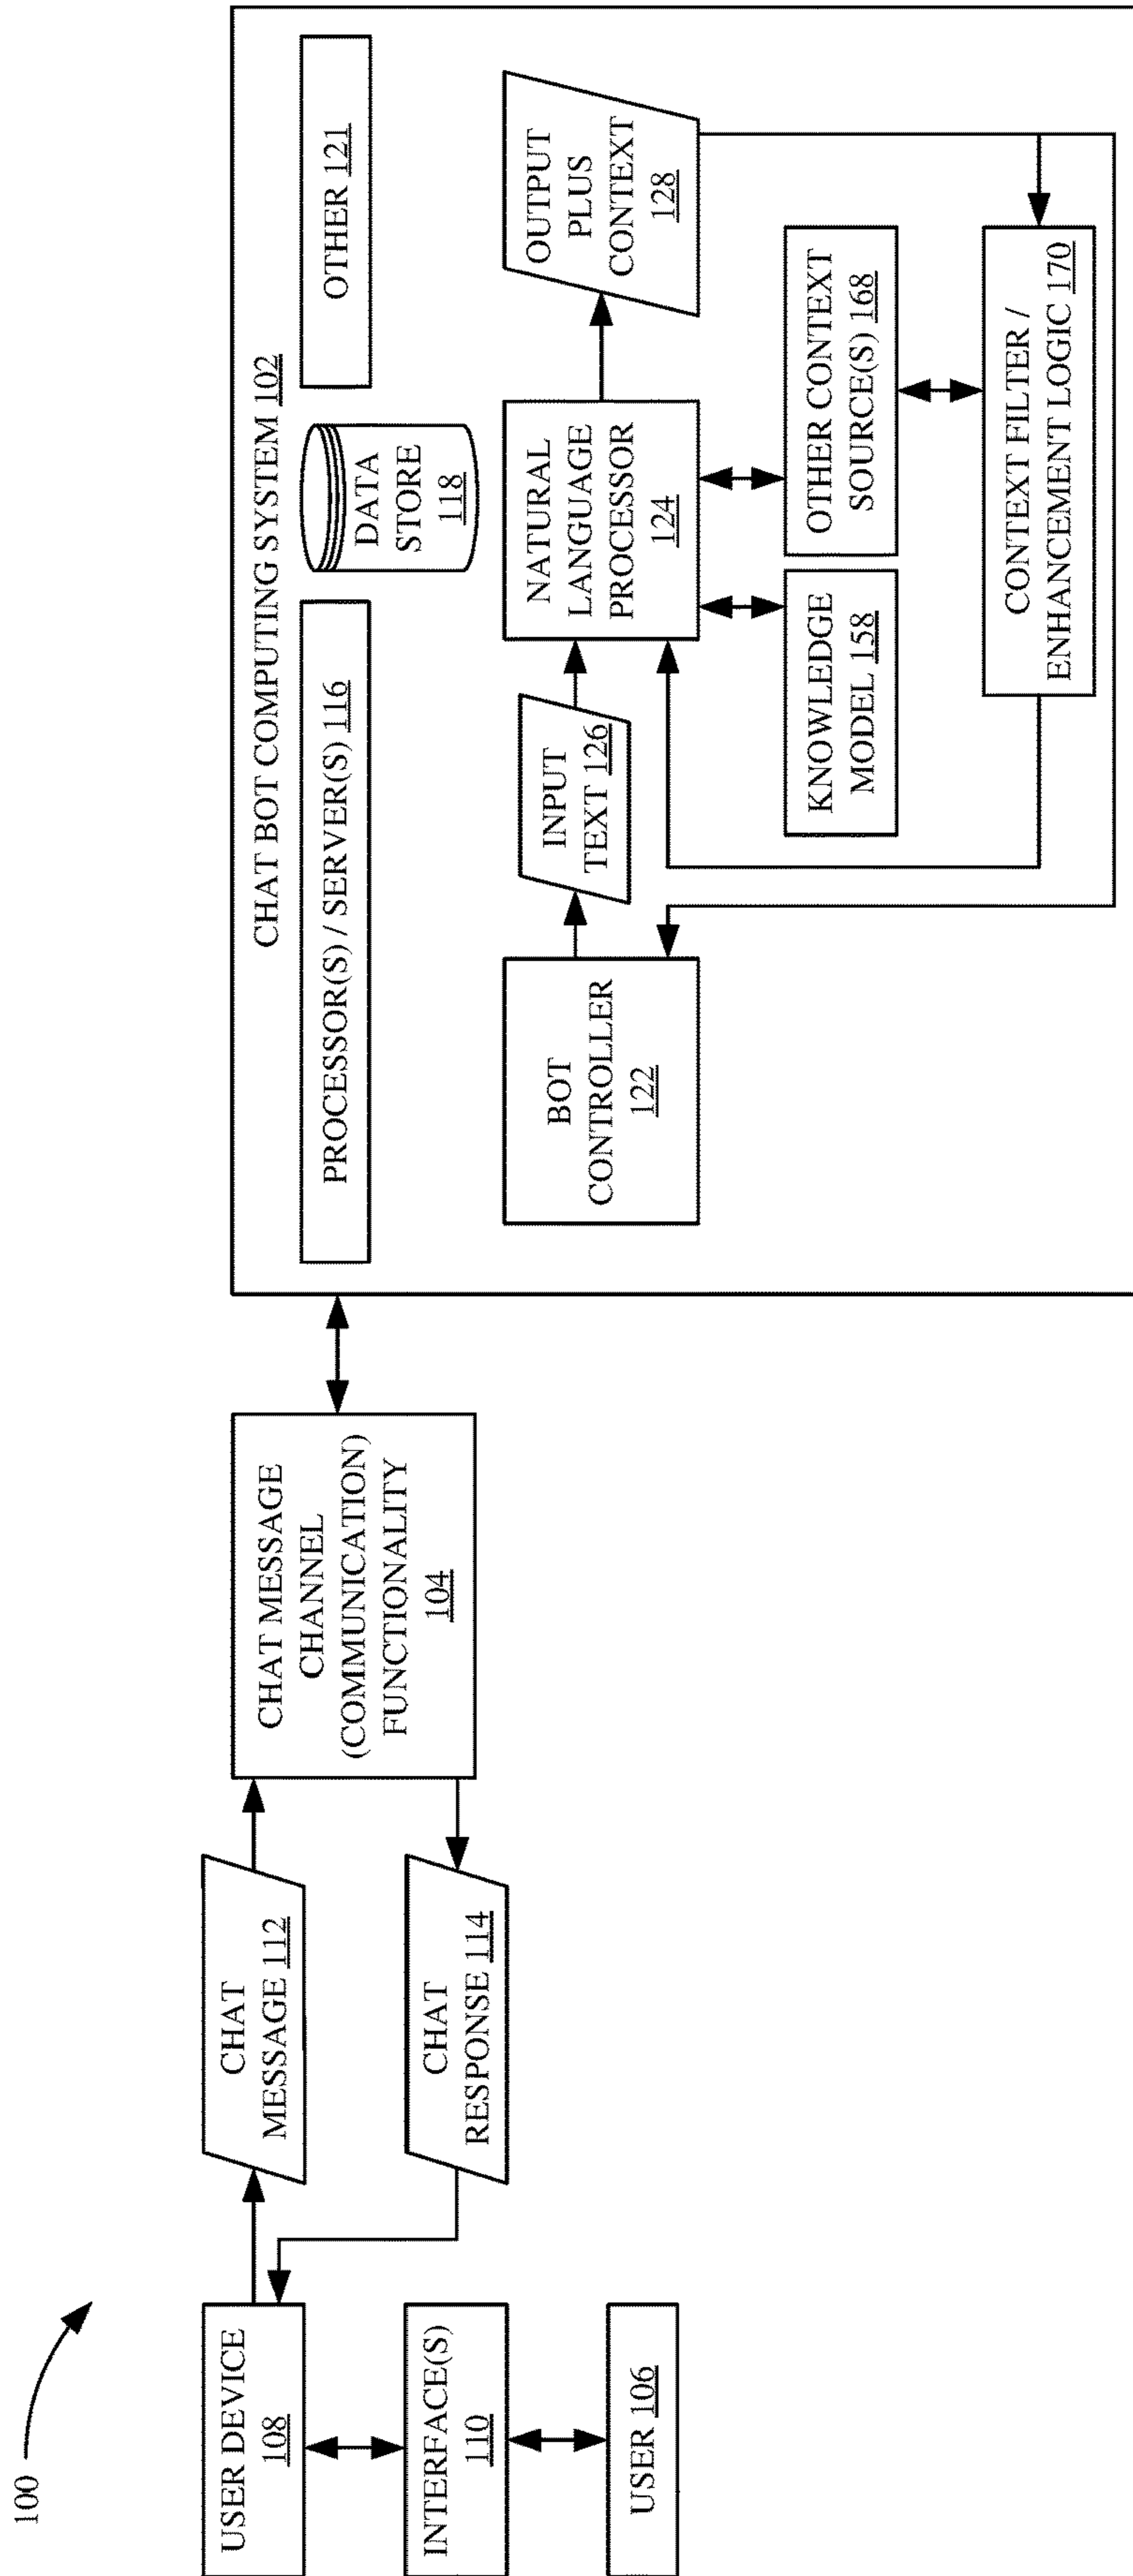 100
USER DEVICE
108
INTERFACE(S)
110
USER 106
CHAT
MESSAGE 112
CHAT
RESPONSE 114
CHAT MESSAGE
CHANNEL
(COMMUNICATION)
FUNCTIONALITY
104
CHAT BOT COMPUTING SYSTEM 102
PROCESSOR(S) / SERVER(S) 116
DATA
STORE
118
OTHER 121
BOT
CONTROLLER
122
INPUT
TEXT 126
NATURAL
LANGUAGE
PROCESSOR
124
OUTPUT
PLUS
CONTEXT
128
KNOWLEDGE
MODEL 158
OTHER CONTEXT
SOURCE(S) 168
CONTEXT FILTER /
ENHANCEMENT LOGIC 170